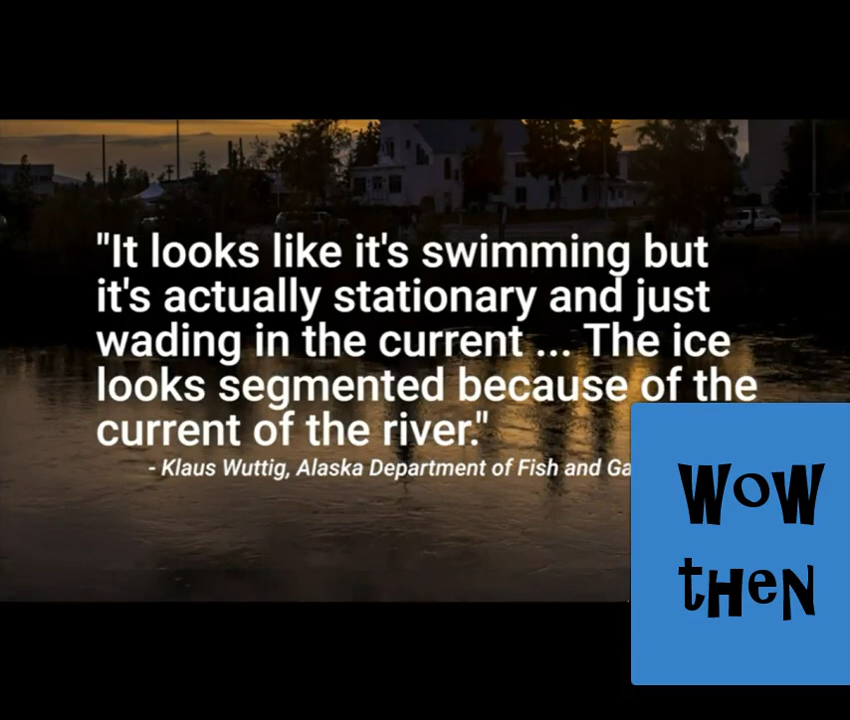 "It looks like it's swimming but
it's actually stationary and just
wading in the current ... The ice
looks segmented because of the
current of the river."
- Klaus Wuttig, Alaska Department of Fish and
WOW
tHeN